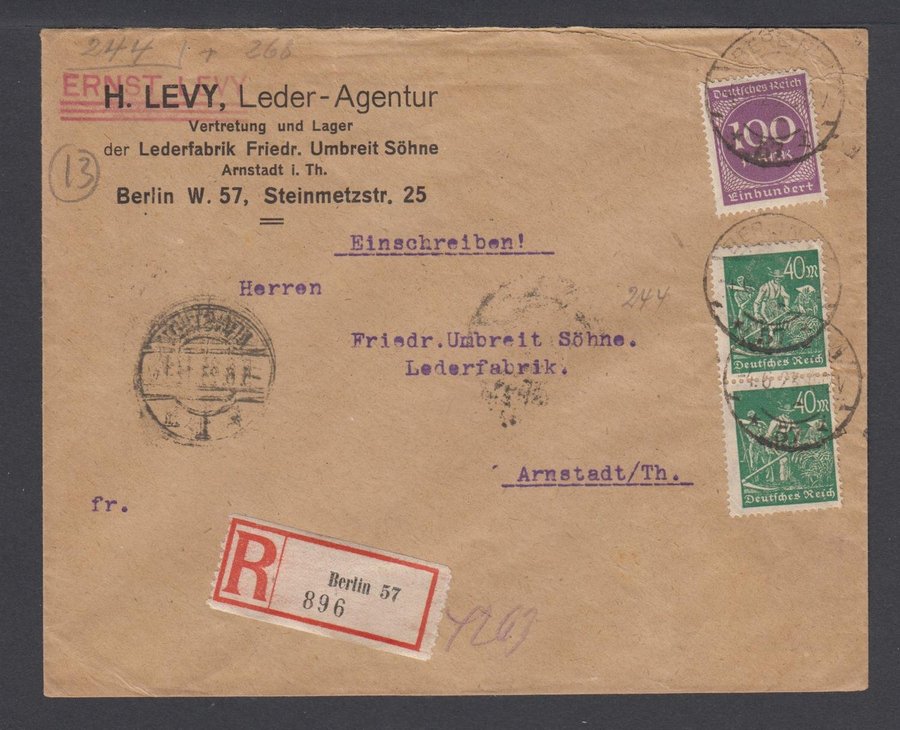 244 + 268
ERNST LEVY
H. LEVY, Leder-Agentur
Vertretung und Lager
der Lederfabrik Friedr. Umbreit Söhne
Arnstadt i. Th.
Berlin W. 57, Steinmetzstr. 25
13
Deutsches Reich
100
Mark
Einhundert
Einschreiben!
Herren
244
Friedr.Umbreit Söhne.
Lederfabrik.
Arnstadt/Th.
fr.
40 m
Deutsches Reich
40 m
Deutsches Reich
57
R
Berlin 57
896